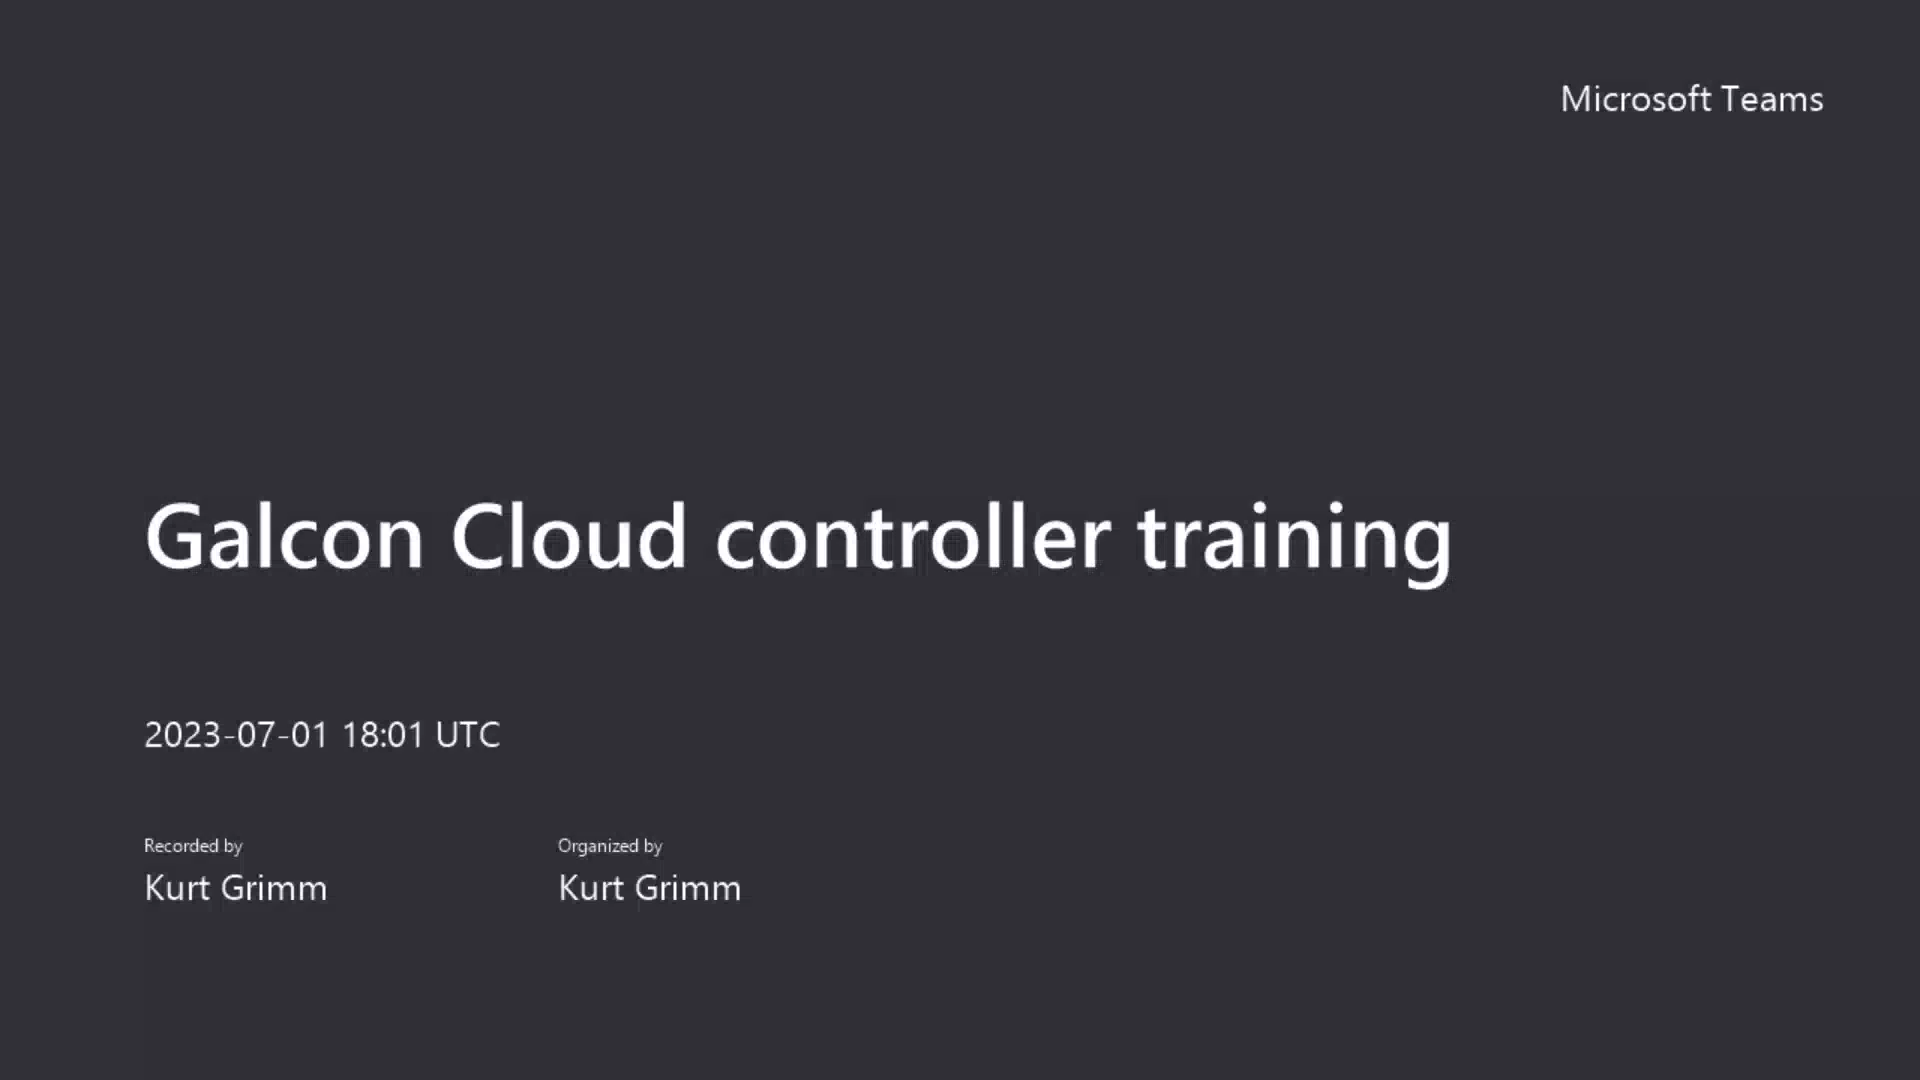 Microsoft Teams
Galcon Cloud controller training
2023-07-01 18:01 UTC
Recorded by
Kurt Grimm
Organized by
Kurt Grimm